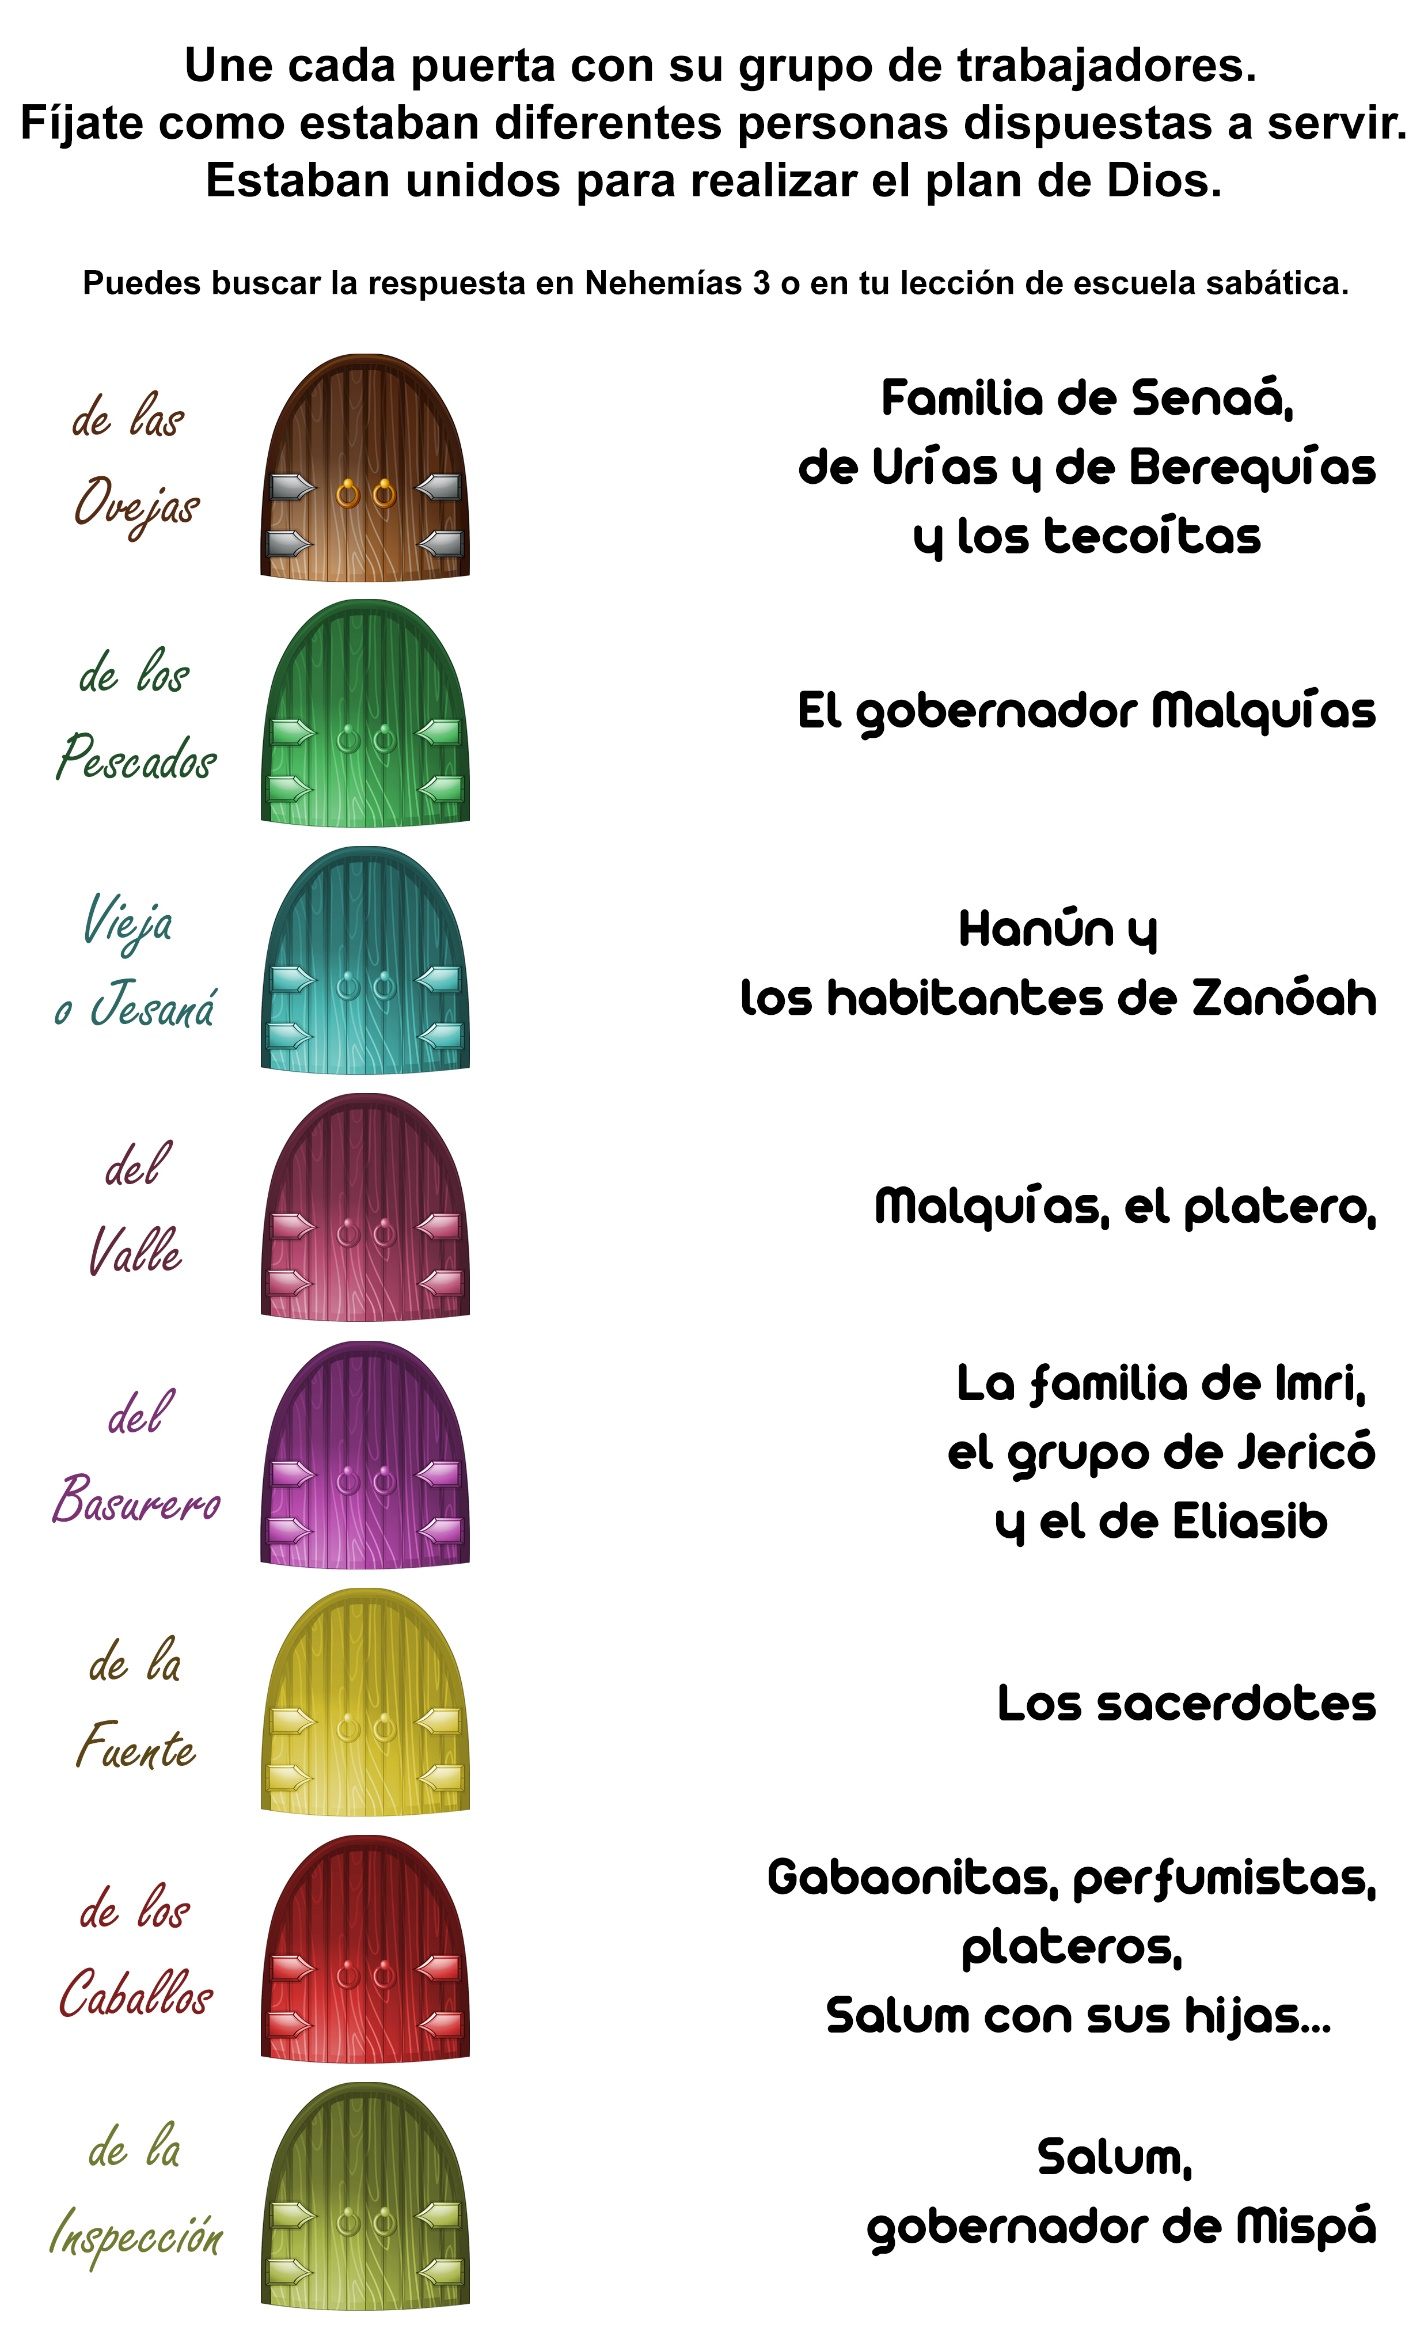 Une cada puerta con su grupo de trabajadores.
Fíjate como estaban diferentes personas dispuestas a servir.
Estaban unidos para realizar el plan de Dios.
Puedes buscar la respuesta en Nehemías 3 o en tu lección de escuela sabática.
de las
Ovejas
Familia de Senaá,
de Urías y de Berequías
y los tecoítas
de los
Pescados
El gobernador Malquías
Vieja
o Jesaná
Hanún y
los habitantes de Zanóah
del
Valle
Malquías, el platero,
del
Basurero
La familia de Imri,
el grupo de Jericó
y el de Eliasib
de la
Fuente
Los sacerdotes
de los
Caballos
Gabaonitas, perfumistas,
plateros,
Salum con sus hijas...
de la
Inspección
Salum,
gobernador de Mispá